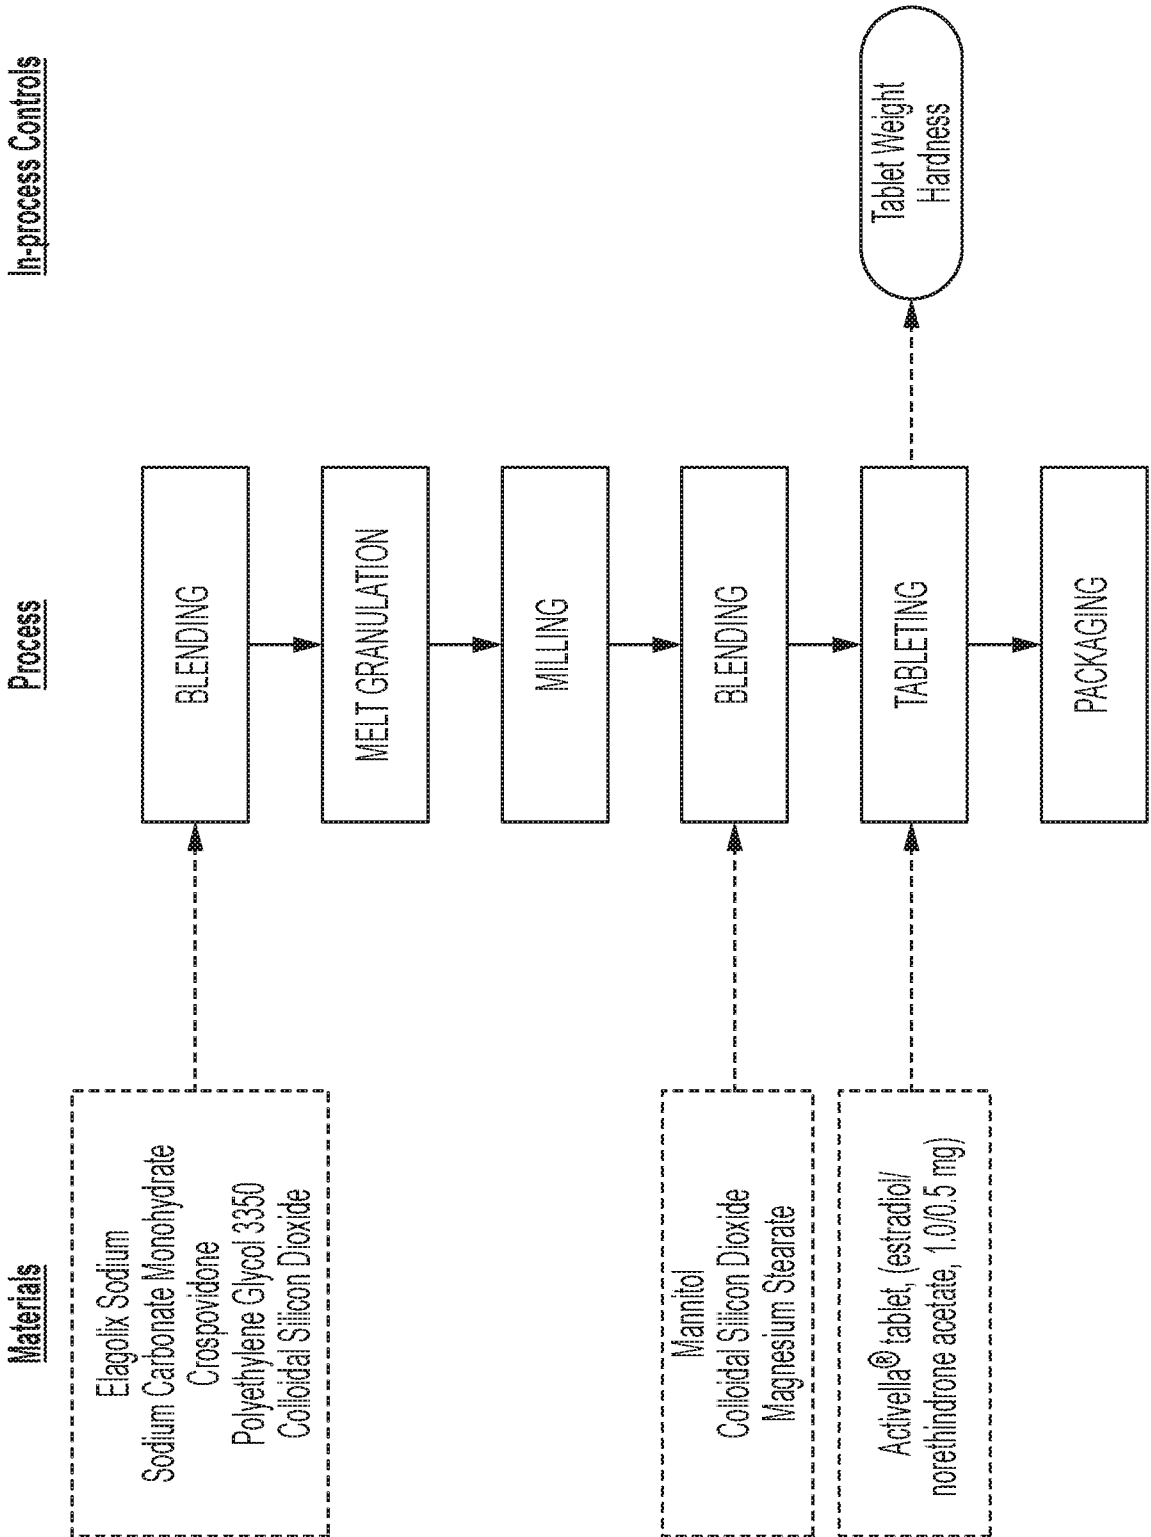 Materials
Process
In-process Controls
Elagolix Sodium
Sodium Carbonate Monohydrate
Crospovidone
Polyethylene Glycol 3350
Colloidal Silicon Dioxide
BLENDING
MELT GRANULATION
MILLING
Mannitol
Colloidal Silicon Dioxide
Magnesium Stearate
BLENDING
Activella® tablet, (estradiol/
norethindrone acetate, 1.0/0.5 mg)
TABLETING
Tablet Weight
Hardness
PACKAGING